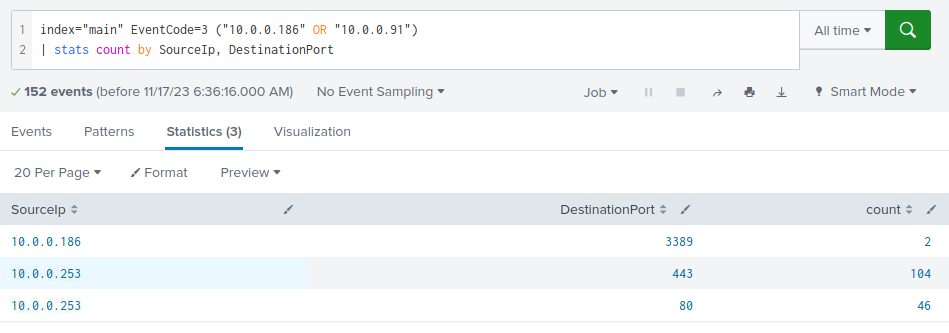 1 index="main" EventCode=3 ("10.0.0.186" OR "10.0.0.91")
2 | stats count by SourceIp, DestinationPort
All time
152 events (before 11/17/23 6:36:16.000 AM) No Event Sampling Job Smart Mode
Events Patterns Statistics (3) Visualization
20 Per Page Format Preview
SourceIp DestinationPort count
10.0.0.186 3389 2
10.0.0.253 443 104
10.0.0.253 80 46